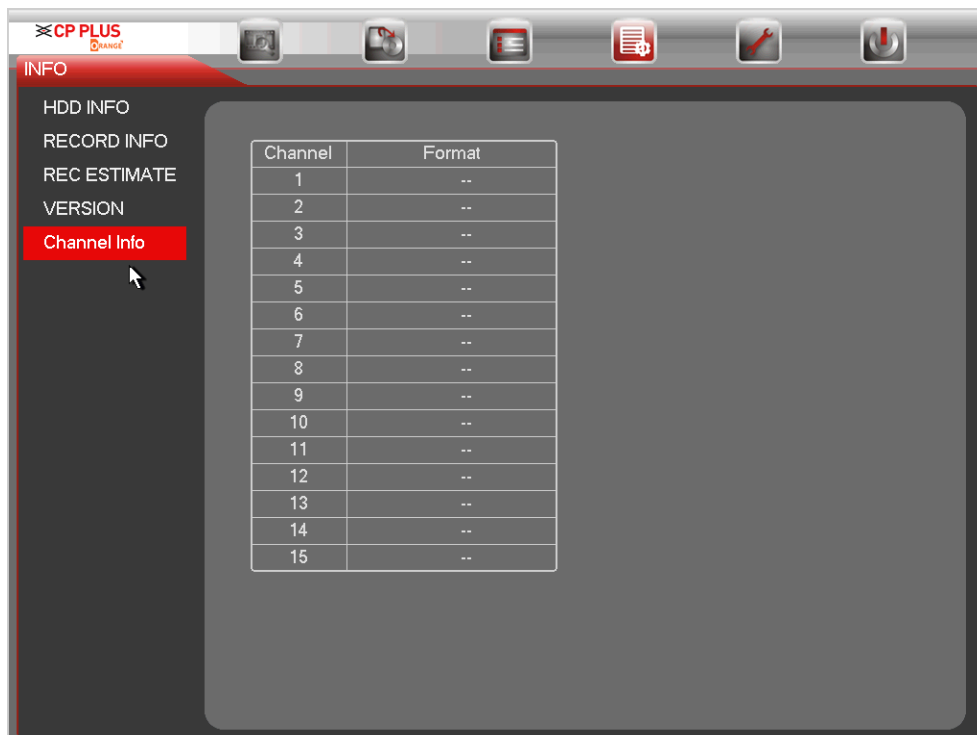 CP PLUS
ORANGE
INFO
HDD INFO
RECORD INFO
REC ESTIMATE
VERSION
Channel Info
Channel Format
1 --
2 --
3 --
4 --
5 --
6 --
7 --
8 --
9 --
10 --
11 --
12 --
13 --
14 --
15 --